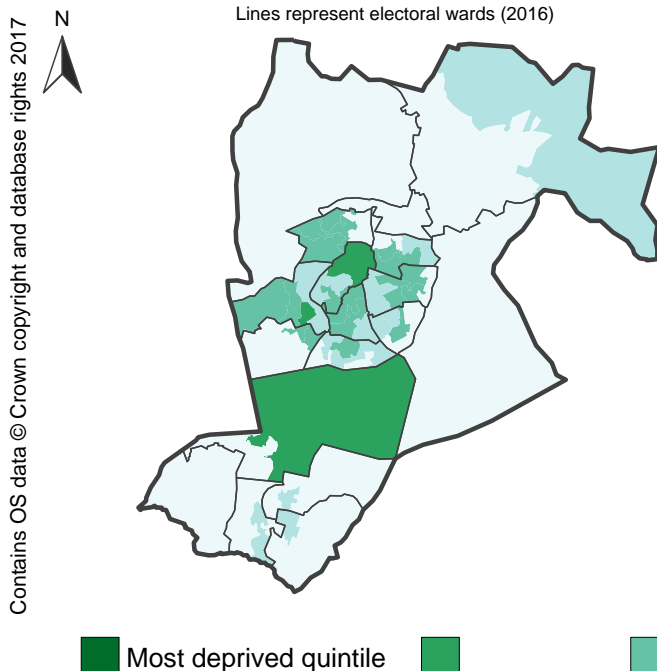 Lines represent electoral wards (2016)
N
Contains OS data © Crown copyright and database rights 2017
Most deprived quintile